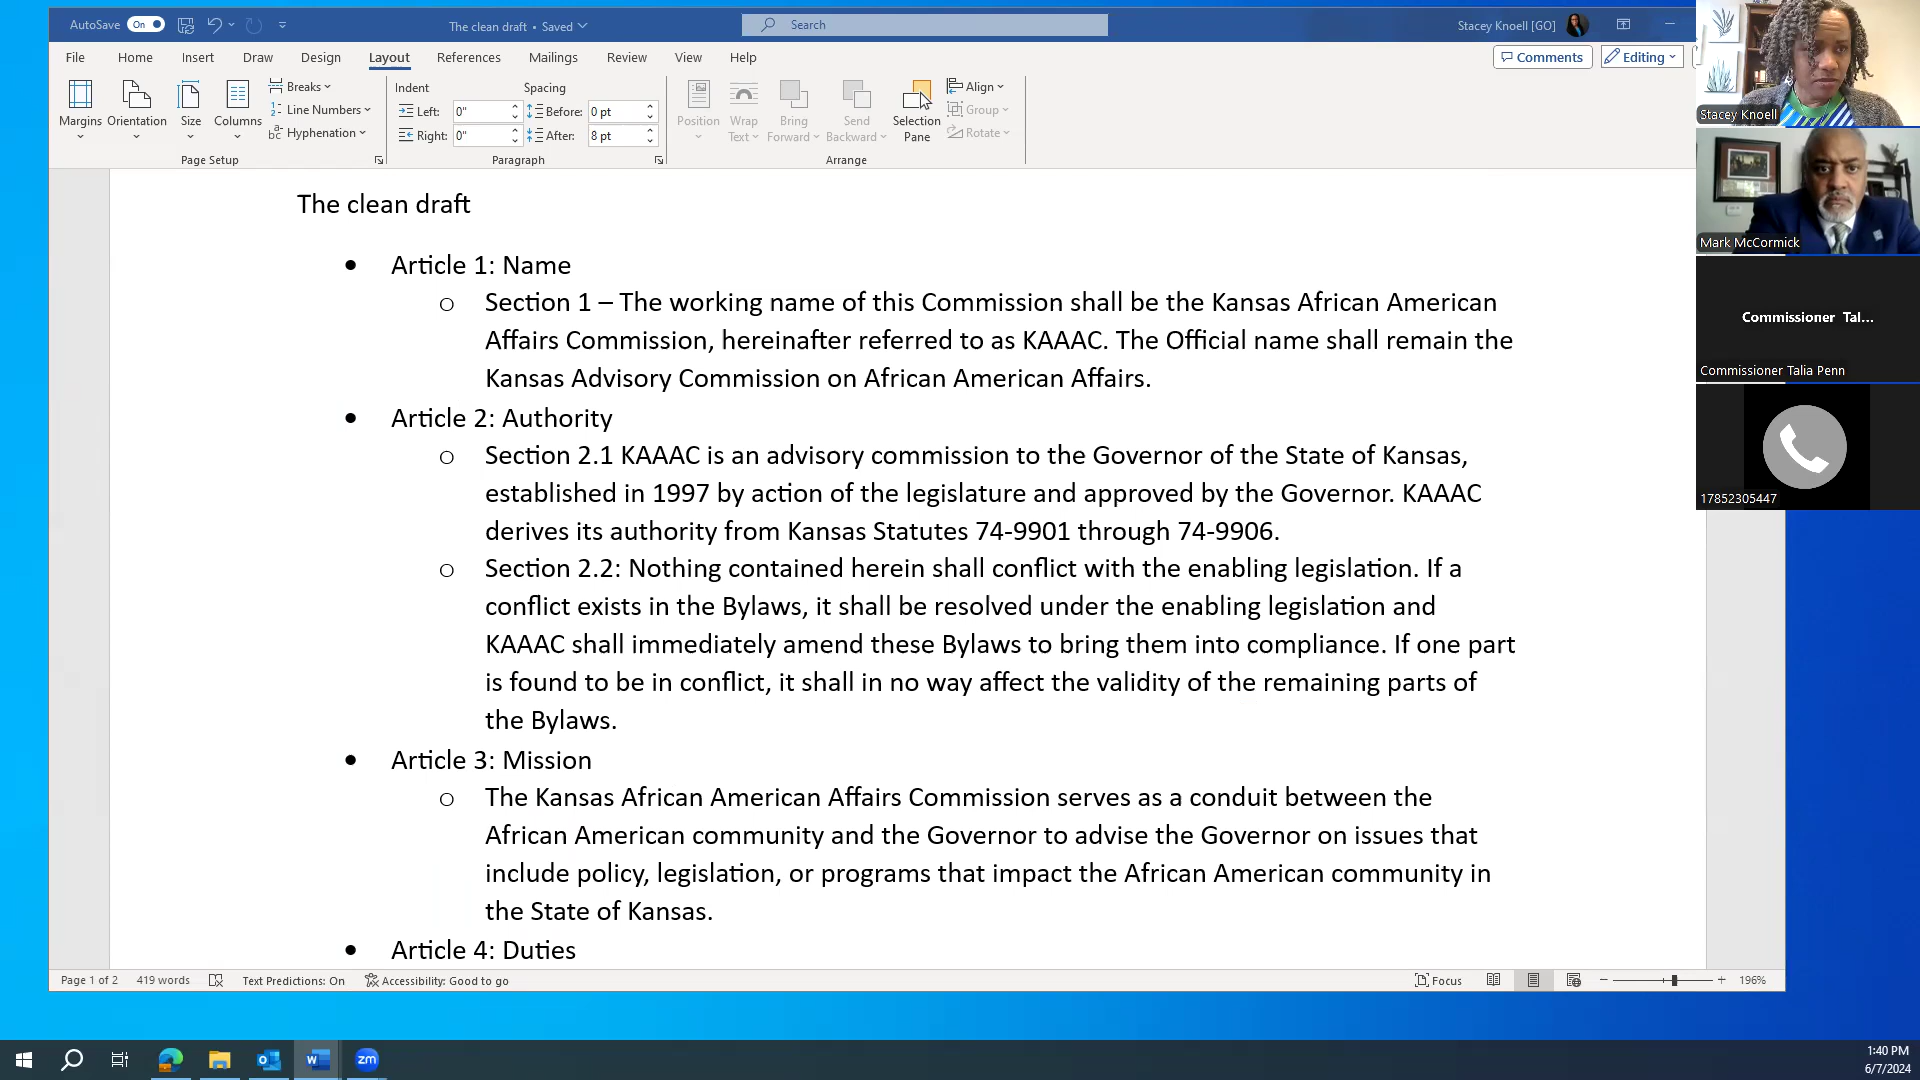 AutoSave On The clean draft • Saved Search Stacey Knoell [GO]
File Home Insert Draw Design Layout References Mailings Review View Help Comments Editing
Margins Orientation Size Columns
Breaks
Line Numbers
Hyphenation
Page Setup
Indent Spacing
Left: 0" Before: 0 pt
Right: 0" After: 8 pt
Paragraph
Position Wrap Text Bring Forward Send Backward Selection Pane
Align
Group
Rotate
Arrange
The clean draft
• Article 1: Name
o Section 1 – The working name of this Commission shall be the Kansas African American
Affairs Commission, hereinafter referred to as KAAAC. The Official name shall remain the
Kansas Advisory Commission on African American Affairs.
• Article 2: Authority
o Section 2.1 KAAAC is an advisory commission to the Governor of the State of Kansas,
established in 1997 by action of the legislature and approved by the Governor. KAAAC
derives its authority from Kansas Statutes 74-9901 through 74-9906.
o Section 2.2: Nothing contained herein shall conflict with the enabling legislation. If a
conflict exists in the Bylaws, it shall be resolved under the enabling legislation and
KAAAC shall immediately amend these Bylaws to bring them into compliance. If one part
is found to be in conflict, it shall in no way affect the validity of the remaining parts of
the Bylaws.
• Article 3: Mission
o The Kansas African American Affairs Commission serves as a conduit between the
African American community and the Governor to advise the Governor on issues that
include policy, legislation, or programs that impact the African American community in
the State of Kansas.
• Article 4: Duties
Page 1 of 2 419 words Text Predictions: On Accessibility: Good to go Focus 196%
Stacey Knoell
Mark McCormick
Commissioner Tal...
Commissioner Talia Penn
17852305447
zm
1:40 PM
6/7/2024